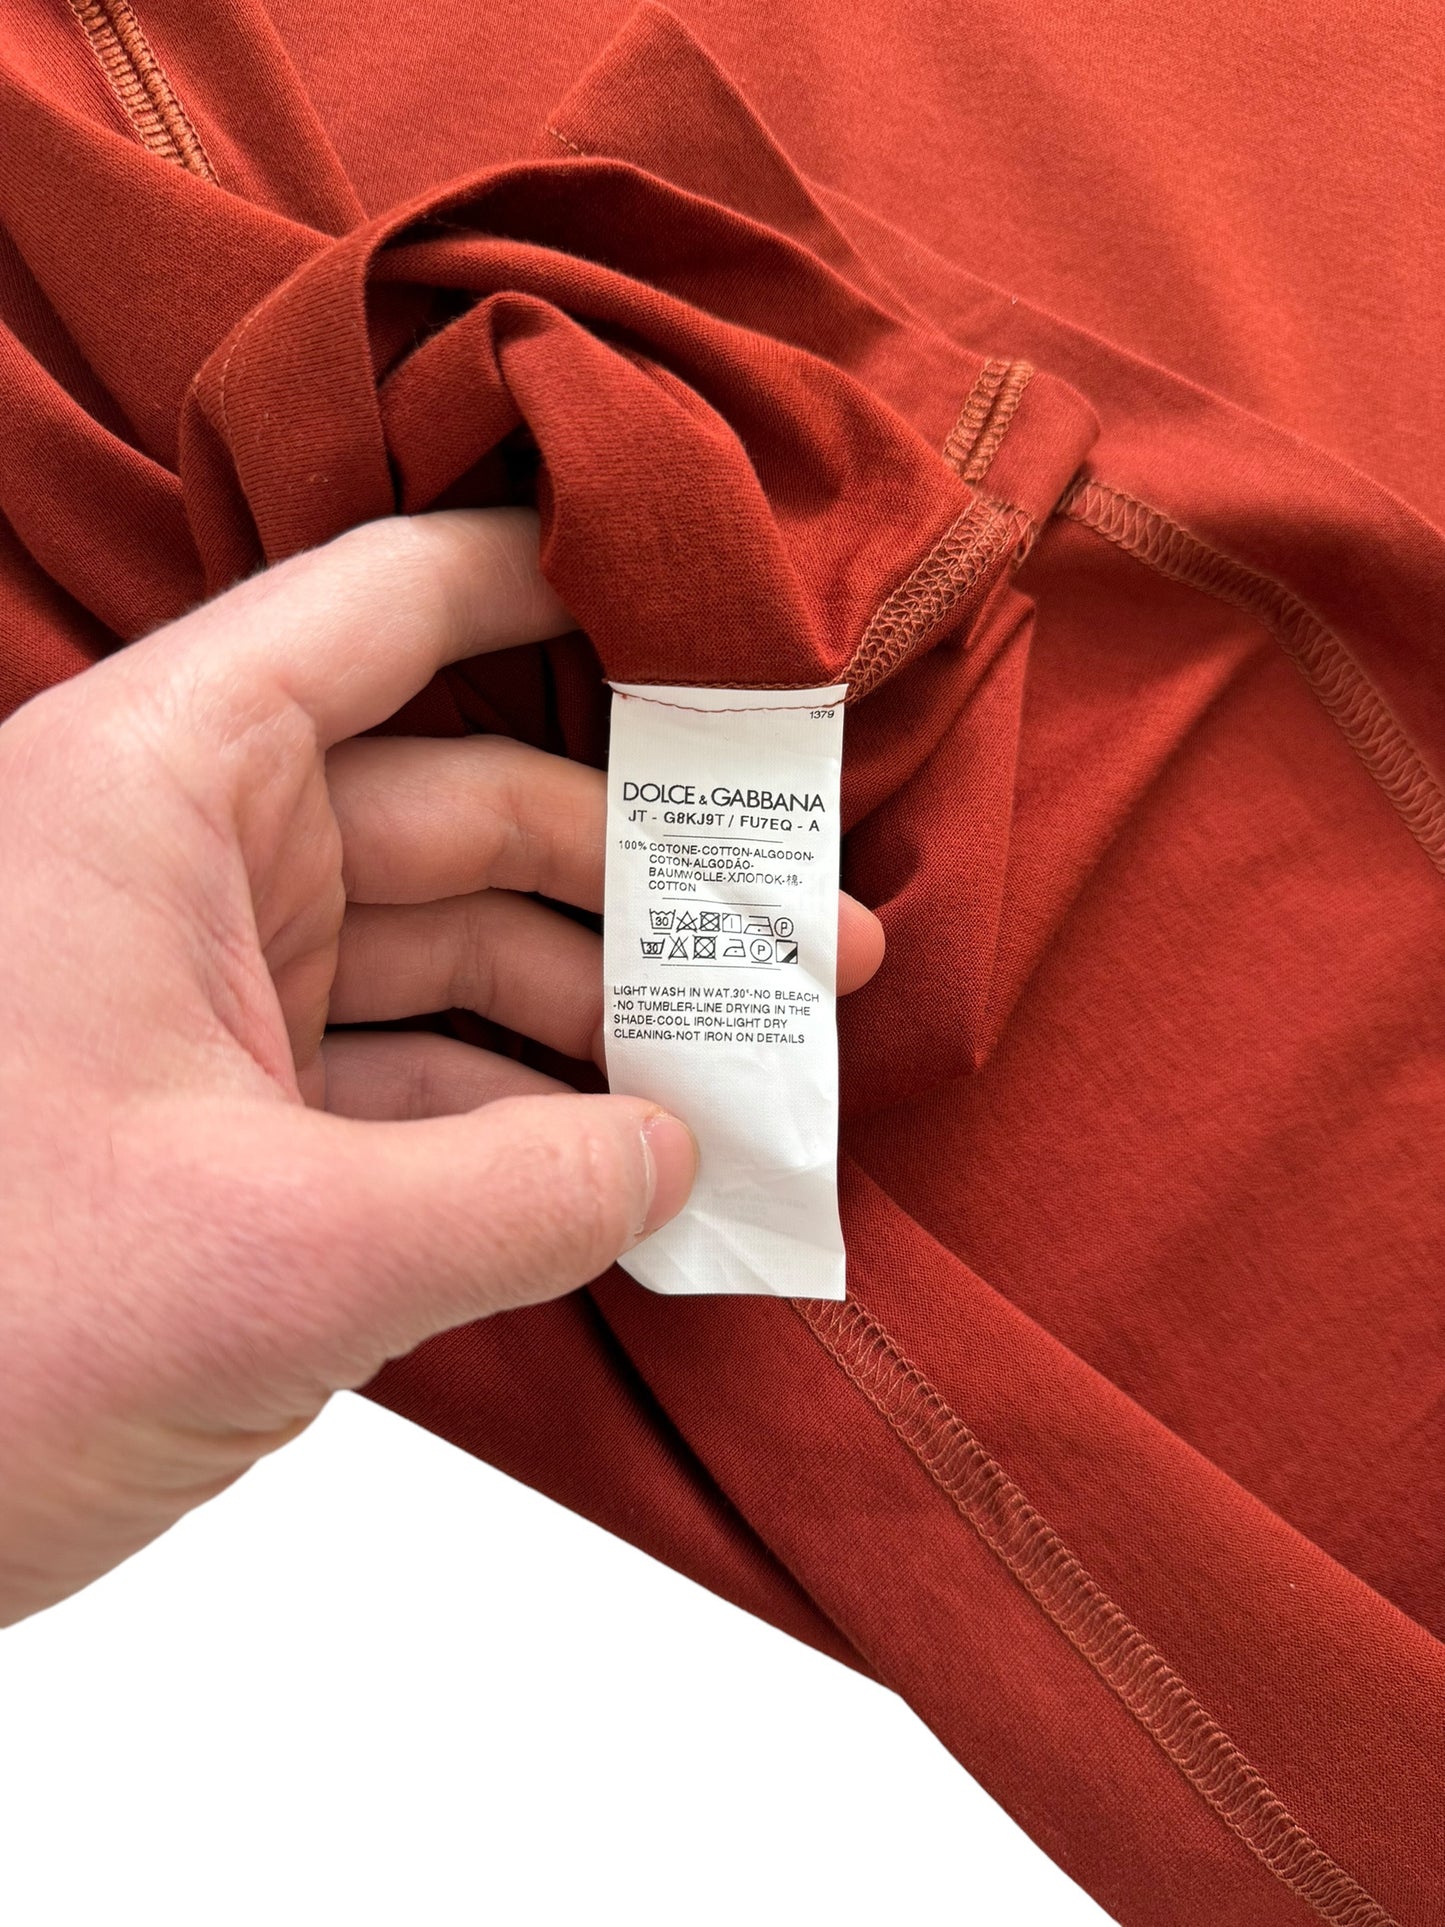 1379
DOLCE & GABBANA
JT - G8KJ9T / FU7EQ - A
100% COTONE-COTTON-ALGODON-
COTON-ALGODÃO-
BAUMWOLLE-ХЛОПОК-棉-
COTTON
30 P
30 P
LIGHT WASH IN WAT.30°-NO BLEACH
-NO TUMBLER-LINE DRYING IN THE
SHADE-COOL IRON-LIGHT DRY
CLEANING-NOT IRON ON DETAILS